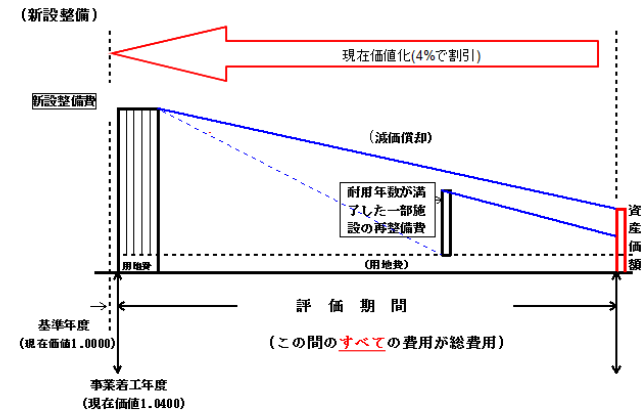 (新設整備)
現在価値化(4%で割引)
新設整備費
(減価償却)
耐用年数が満
了した一部施
設の再整備費
資産価額
用地費
(用地費)
評価期間
基準年度
(現在価値1.0000)
(この間のすべての費用が総費用)
事業着工年度
(現在価値1.0400)